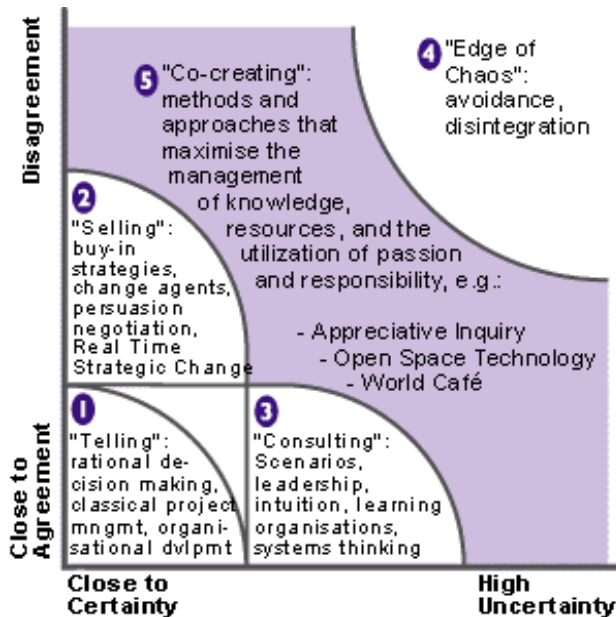 Disagreement
5 "Co-creating":
methods and
approaches that
maximise the
management
of knowledge,
resources, and the
utilization of passion
and responsibility, e.g.:
- Appreciative Inquiry
- Open Space Technology
- World Café
4 "Edge of
Chaos":
avoidance,
disintegration
2
"Selling":
buy-in
strategies,
change agents,
persuasion
negotiation,
Real Time
Strategic Change
1
"Telling":
rational de-
cision making,
classical project
mngmt, organi-
sational dvlpmt
3
"Consulting":
Scenarios,
leadership,
intuition, learning
organisations,
systems thinking
Close to
Agreement
Close to
Certainty
High
Uncertainty